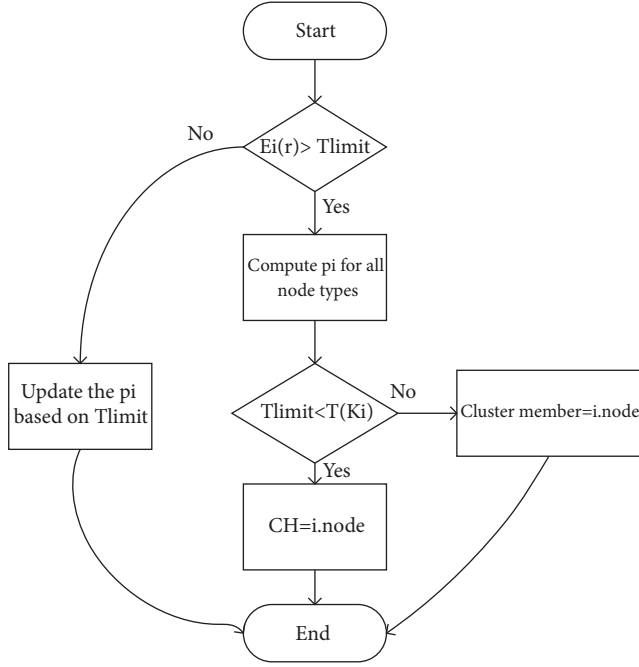 Start
No
Ei(r)> Tlimit
Yes
Compute pi for all
node types
Update the pi
based on Tlimit
Tlimit<T(Ki)
No
Cluster member=i.node
Yes
CH=i.node
End